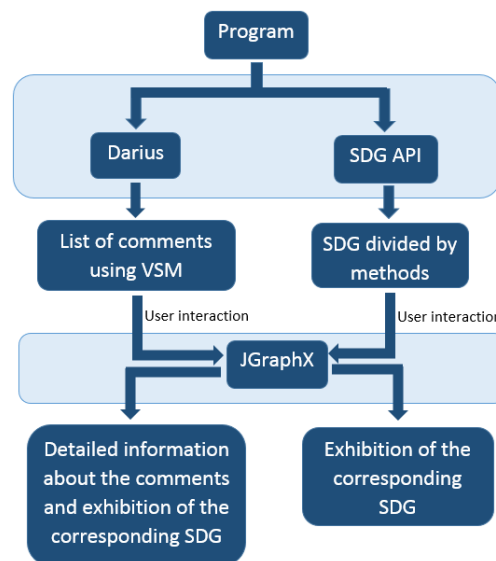 Program
Darius
SDG API
List of comments
using VSM
SDG divided by
methods
User interaction
User interaction
JGraphX
Detailed information
about the comments
and exhibition of the
corresponding SDG
Exhibition of the
corresponding
SDG